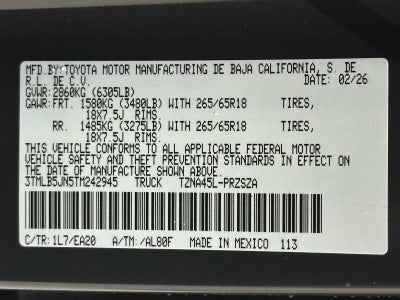 MFD.BY:TOYOTA MOTOR MANUFACTURING DE BAJA CALIFORNIA, S. DE
R.L. DE C.V. DATE: 02/26
GVWR: 2860KG (6305LB)
GAWR:FRT. 1580KG (3480LB) WITH 265/65R18 TIRES,
18X7.5J RIMS.
RR. 1485KG (3275LB) WITH 265/65R18 TIRES,
18X7.5J RIMS.
THIS VEHICLE CONFORMS TO ALL APPLICABLE FEDERAL MOTOR
VEHICLE SAFETY AND THEFT PREVENTION STANDARDS IN EFFECT ON
THE DATE OF MANUFACTURE SHOWN ABOVE.
3TMLB5JN5TM242945 TRUCK TZNA45L-PRZSZA
C/TR: 1L7/EA20 A/TM: /AL80F MADE IN MEXICO 113